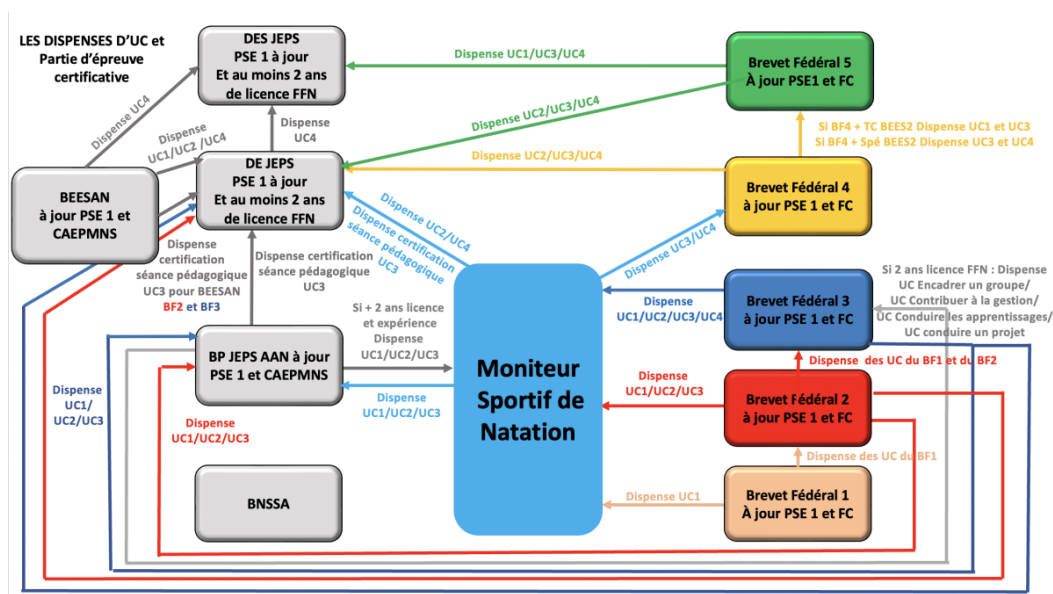 LES DISPENSES D'UC et
Partie d'épreuve
certificative
DES JEPS
PSE 1 à jour
Et au moins 2 ans
de licence FFN
Dispense UC1/UC3/UC4
Brevet Fédéral 5
À jour PSE1 et FC
Dispense UC4
Dispense
UC1/UC2 /UC4
Dispense
UC4
Dispense UC2/UC3/UC4
Si BF4 + TC BEES2 Dispense UC1 et UC3
Si BF4 + Spé BEES2 Dispense UC3 et UC4
BEESAN
à jour PSE 1 et
CAEPMNS
DE JEPS
PSE 1 à jour
Et au moins 2 ans
de licence FFN
Dispense UC2/UC3/UC4
Brevet Fédéral 4
à jour PSE 1 et FC
Dispense UC2/UC4
Dispense certification
séance pédagogique
UC3
Dispense UC3/UC4
Dispense
certification
séance pédagogique
UC3 pour BEESAN
BF2 et BF3
Dispense certification
séance pédagogique
UC3
Si + 2 ans licence
et expérience
Dispense
UC1/UC2/UC3
BP JEPS AAN à jour
PSE 1 et CAEPMNS
Dispense
UC1/UC2/UC3
Moniteur
Sportif de
Natation
Dispense
UC1/UC2/UC3/UC4
Brevet Fédéral 3
à jour PSE 1 et FC
Si 2 ans licence FFN : Dispense
UC Encadrer un groupe/
UC Contribuer à la gestion/
UC Conduire les apprentissages/
UC conduire un projet
Dispense des UC du BF1 et du BF2
Dispense
UC1/UC2/UC3
Brevet Fédéral 2
à jour PSE 1 et FC
Dispense
UC1/
UC2/UC3
Dispense
UC1/UC2/UC3
Dispense des UC du BF1
BNSSA
Dispense UC1
Brevet Fédéral 1
À jour PSE 1 et FC